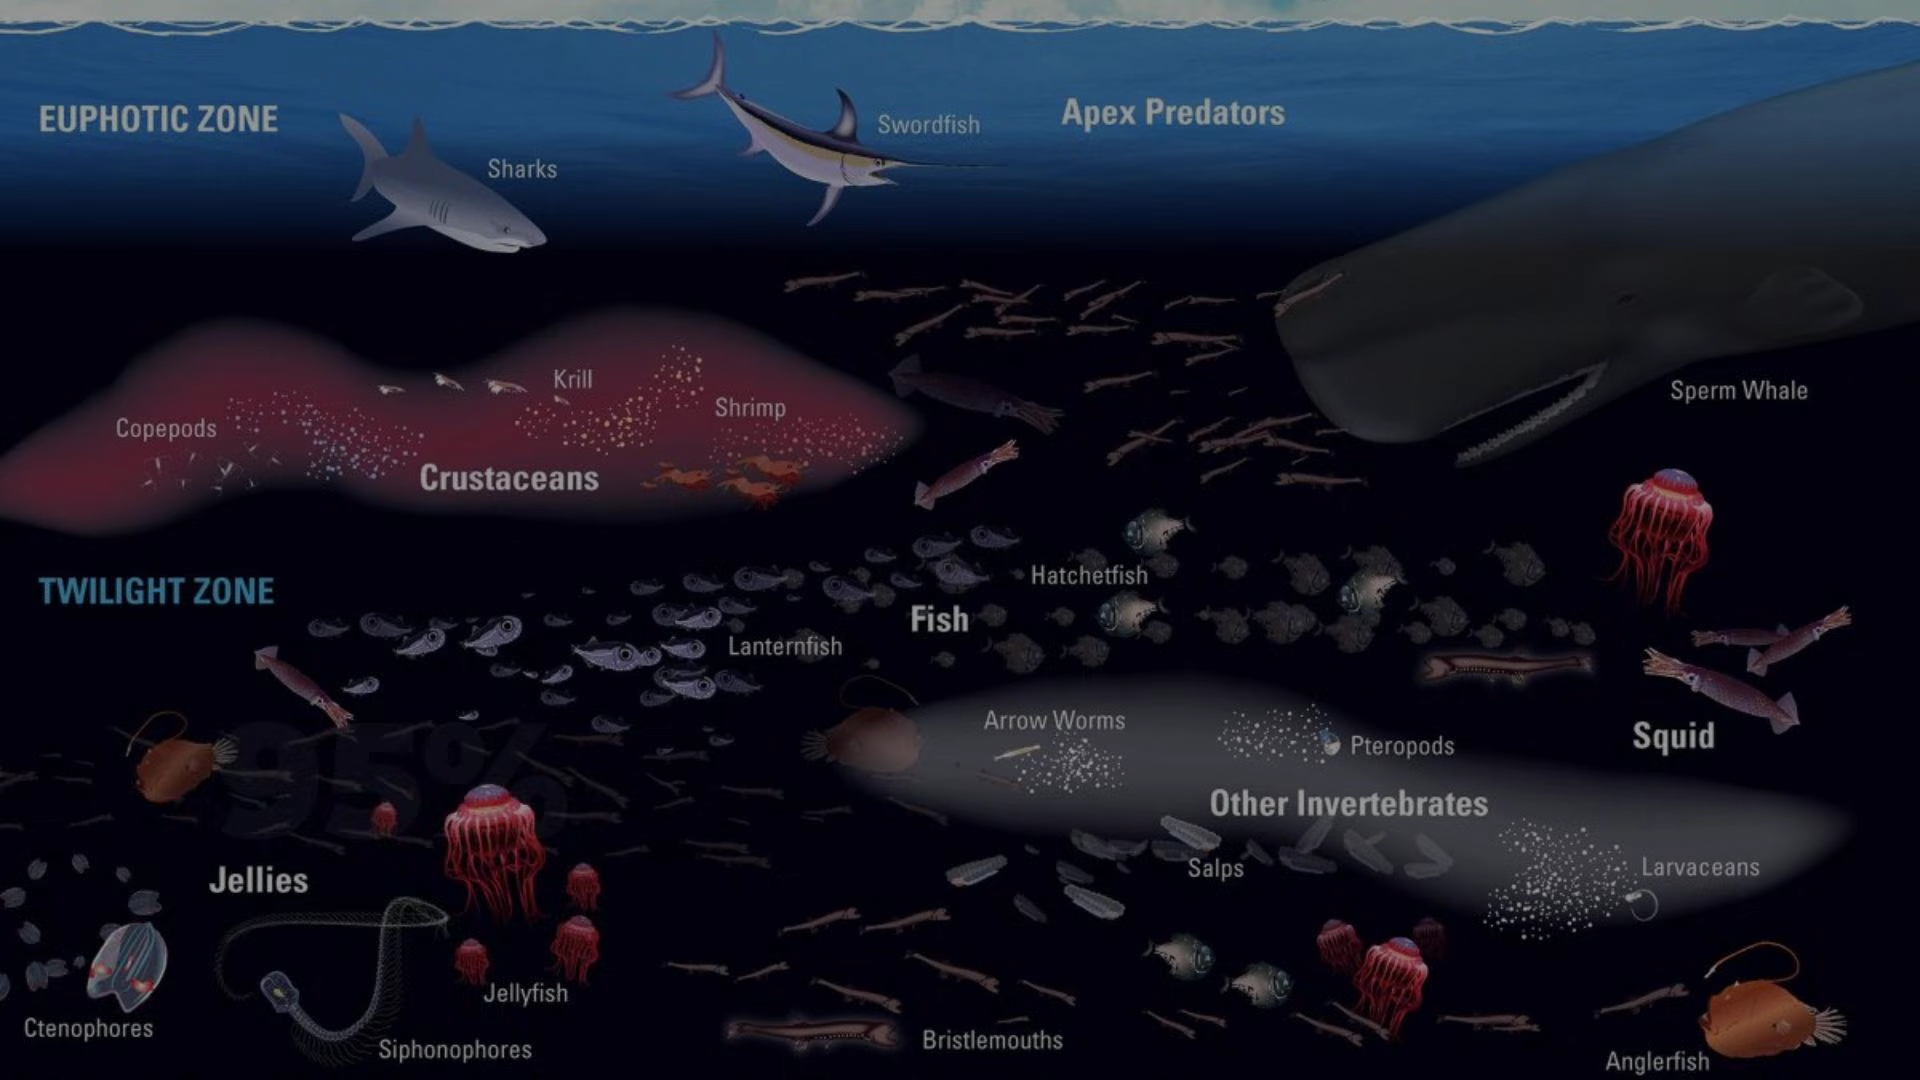 EUPHOTIC ZONE
Apex Predators
Swordfish
Sharks
Krill
Shrimp
Sperm Whale
Copepods
Crustaceans
Hatchetfish
TWILIGHT ZONE
Fish
Lanternfish
Arrow Worms
Squid
Pteropods
95%
Other Invertebrates
Salps
Larvaceans
Jellies
Jellyfish
Ctenophores
Bristlemouths
Siphonophores
Anglerfish